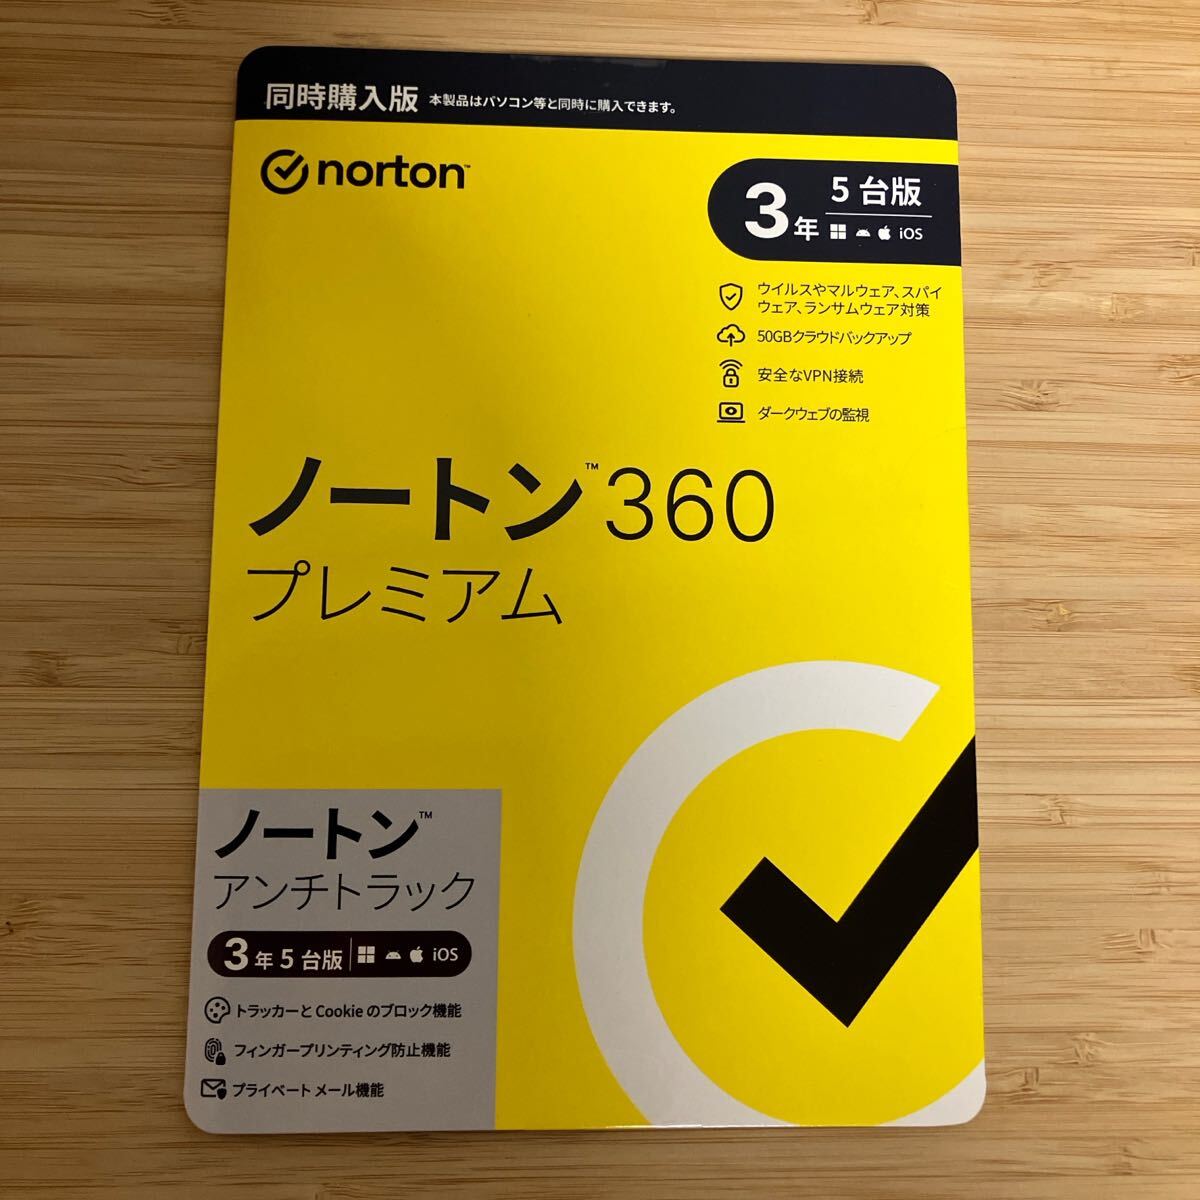 同時購入版 本製品はパソコン等と同時に購入できます。
norton™
3年 5台版
iOS
ウイルスやマルウェア、スパイ
ウェア、ランサムウェア対策
50GBクラウドバックアップ
安全なVPN接続
ダークウェブの監視
ノートン™360
プレミアム
ノートン™
アンチトラック
3年5台版 iOS
トラッカーとCookieのブロック機能
フィンガープリンティング防止機能
プライベートメール機能